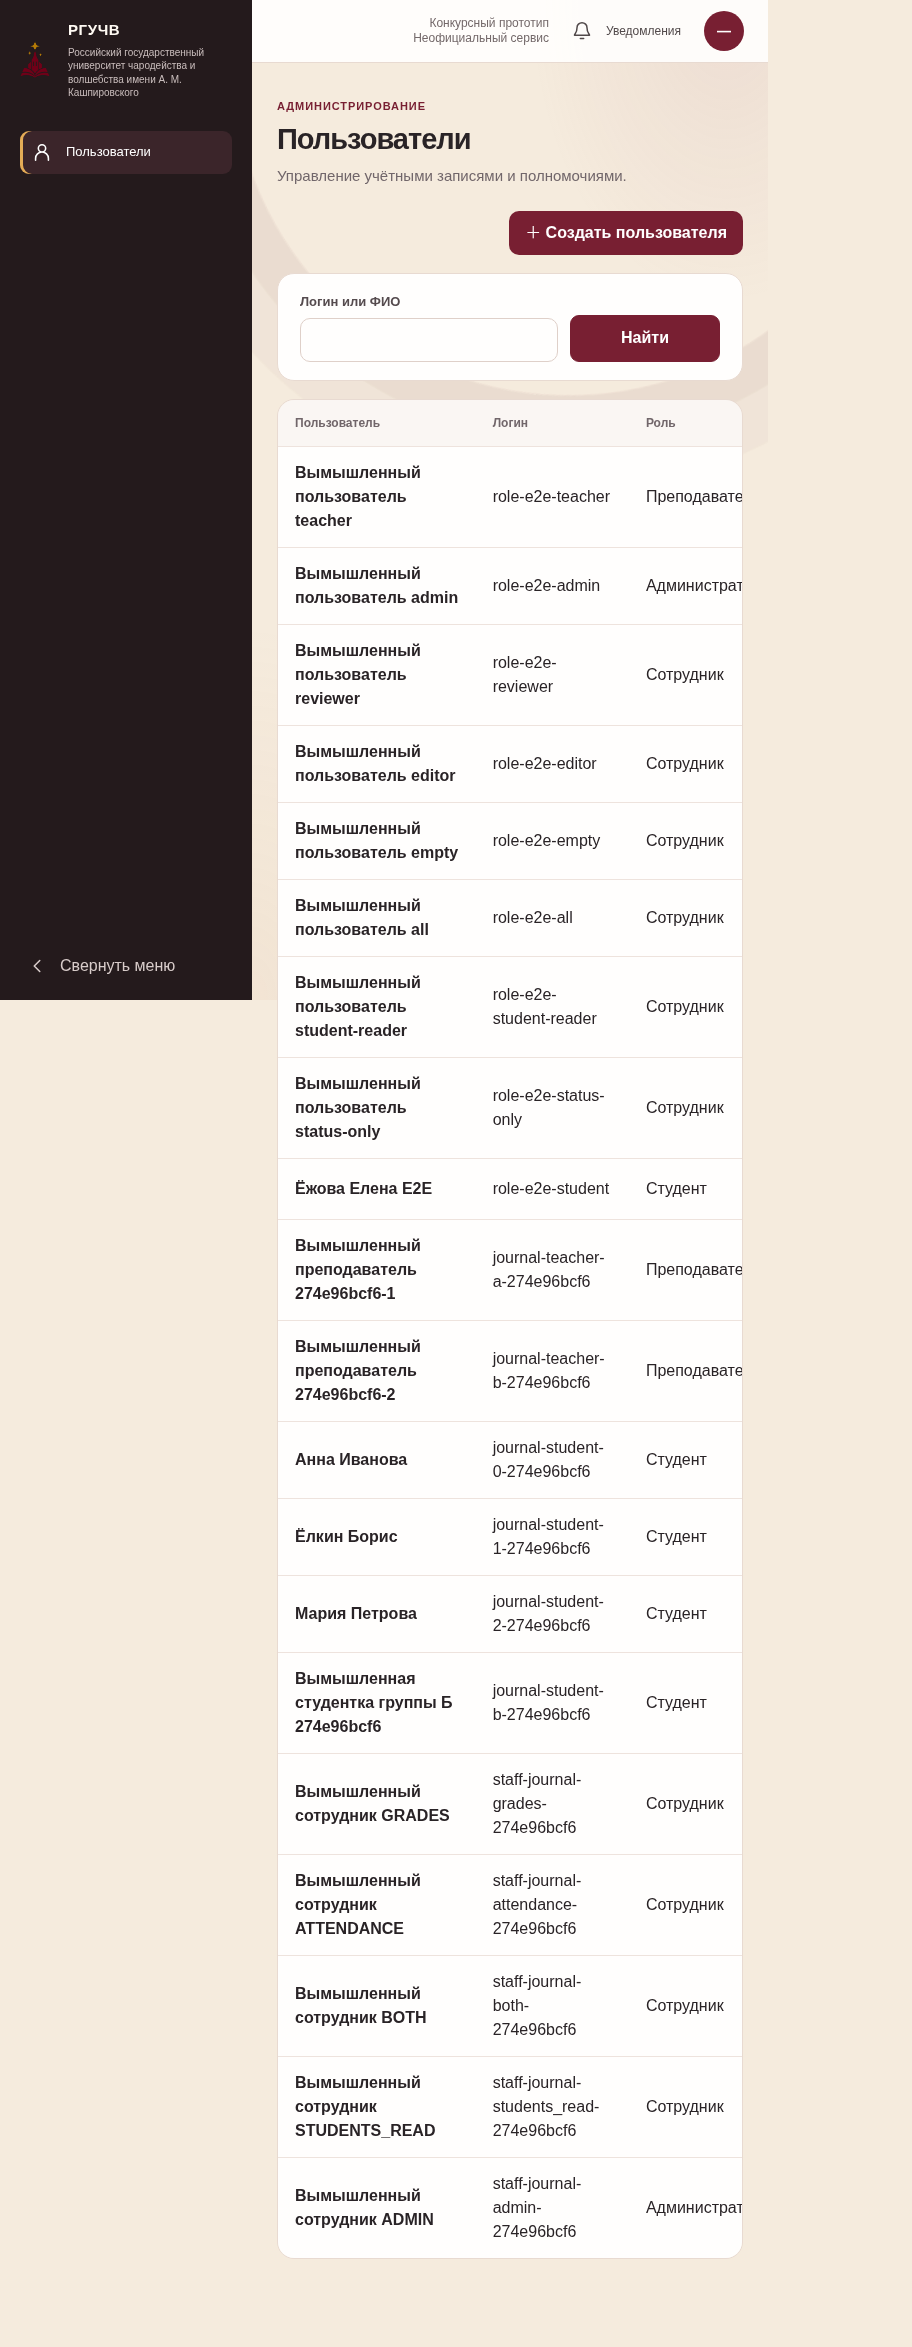 РГУЧВ
Российский государственный
университет чародейства и
волшебства имени А. М.
Кашпировского
Пользователи
Свернуть меню
Конкурсный прототип
Неофициальный сервис
Уведомления
АДМИНИСТРИРОВАНИЕ
Пользователи
Управление учётными записями и полномочиями.
+ Создать пользователя
Логин или ФИО
Найти
Пользователь Логин Роль
Вымышленный
пользователь
teacher
role-e2e-teacher
Преподавате
Вымышленный
пользователь admin
role-e2e-admin
Администрат
Вымышленный
пользователь
reviewer
role-e2e-
reviewer
Сотрудник
Вымышленный
пользователь editor
role-e2e-editor
Сотрудник
Вымышленный
пользователь empty
role-e2e-empty
Сотрудник
Вымышленный
пользователь all
role-e2e-all
Сотрудник
Вымышленный
пользователь
student-reader
role-e2e-
student-reader
Сотрудник
Вымышленный
пользователь
status-only
role-e2e-status-
only
Сотрудник
Ёжова Елена E2E
role-e2e-student
Студент
Вымышленный
преподаватель
274e96bcf6-1
journal-teacher-
a-274e96bcf6
Преподавате
Вымышленный
преподаватель
274e96bcf6-2
journal-teacher-
b-274e96bcf6
Преподавате
Анна Иванова
journal-student-
0-274e96bcf6
Студент
Ёлкин Борис
journal-student-
1-274e96bcf6
Студент
Мария Петрова
journal-student-
2-274e96bcf6
Студент
Вымышленная
студентка группы Б
274e96bcf6
journal-student-
b-274e96bcf6
Студент
Вымышленный
сотрудник GRADES
staff-journal-
grades-
274e96bcf6
Сотрудник
Вымышленный
сотрудник
ATTENDANCE
staff-journal-
attendance-
274e96bcf6
Сотрудник
Вымышленный
сотрудник BOTH
staff-journal-
both-
274e96bcf6
Сотрудник
Вымышленный
сотрудник
STUDENTS_READ
staff-journal-
students_read-
274e96bcf6
Сотрудник
Вымышленный
сотрудник ADMIN
staff-journal-
admin-
274e96bcf6
Администрат